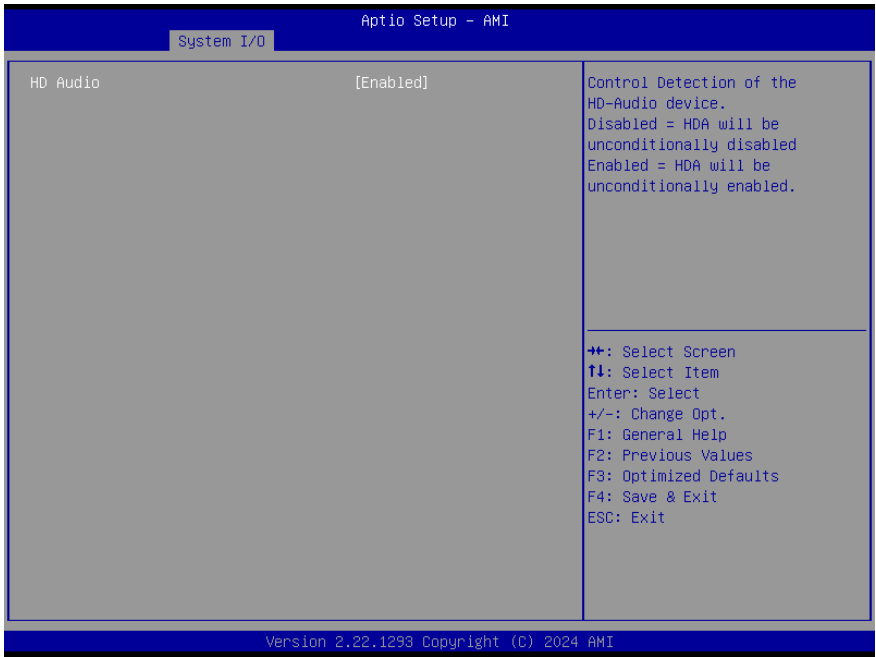 Aptio Setup – AMI
System I/O
HD Audio [Enabled]
Control Detection of the
HD-Audio device.
Disabled = HDA will be
unconditionally disabled
Enabled = HDA will be
unconditionally enabled.
→←: Select Screen
↑↓: Select Item
Enter: Select
+/-: Change Opt.
F1: General Help
F2: Previous Values
F3: Optimized Defaults
F4: Save & Exit
ESC: Exit
Version 2.22.1293 Copyright (C) 2024 AMI